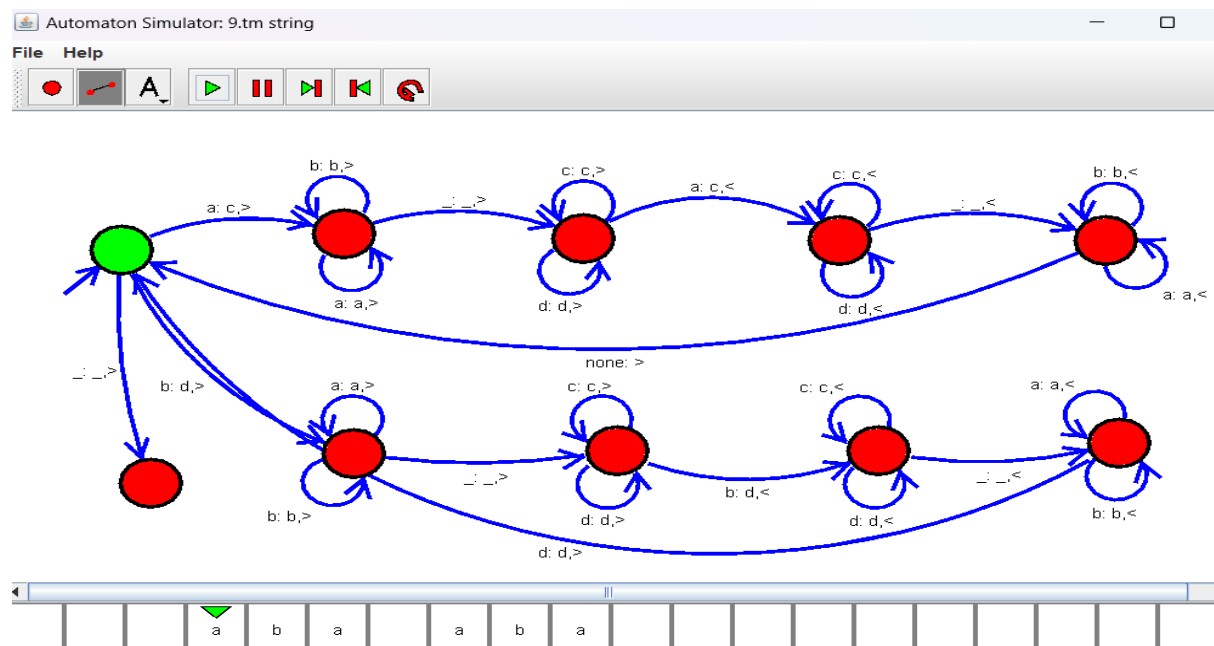 Automaton Simulator: 9.tm string
File Help
A
b: b,>
c: c,>
c: c,<
b: b,<
a: c,>
_: _,>
a: c,<
_: _,<
a: a,>
d: d,>
d: d,<
a: a,<
none: >
_: _,>
b: d,>
a: a,>
c: c,>
c: c,<
a: a,<
_: _,>
b: d,<
_: _,<
b: b,>
d: d,>
d: d,<
b: b,<
d: d,>
a b a a b a